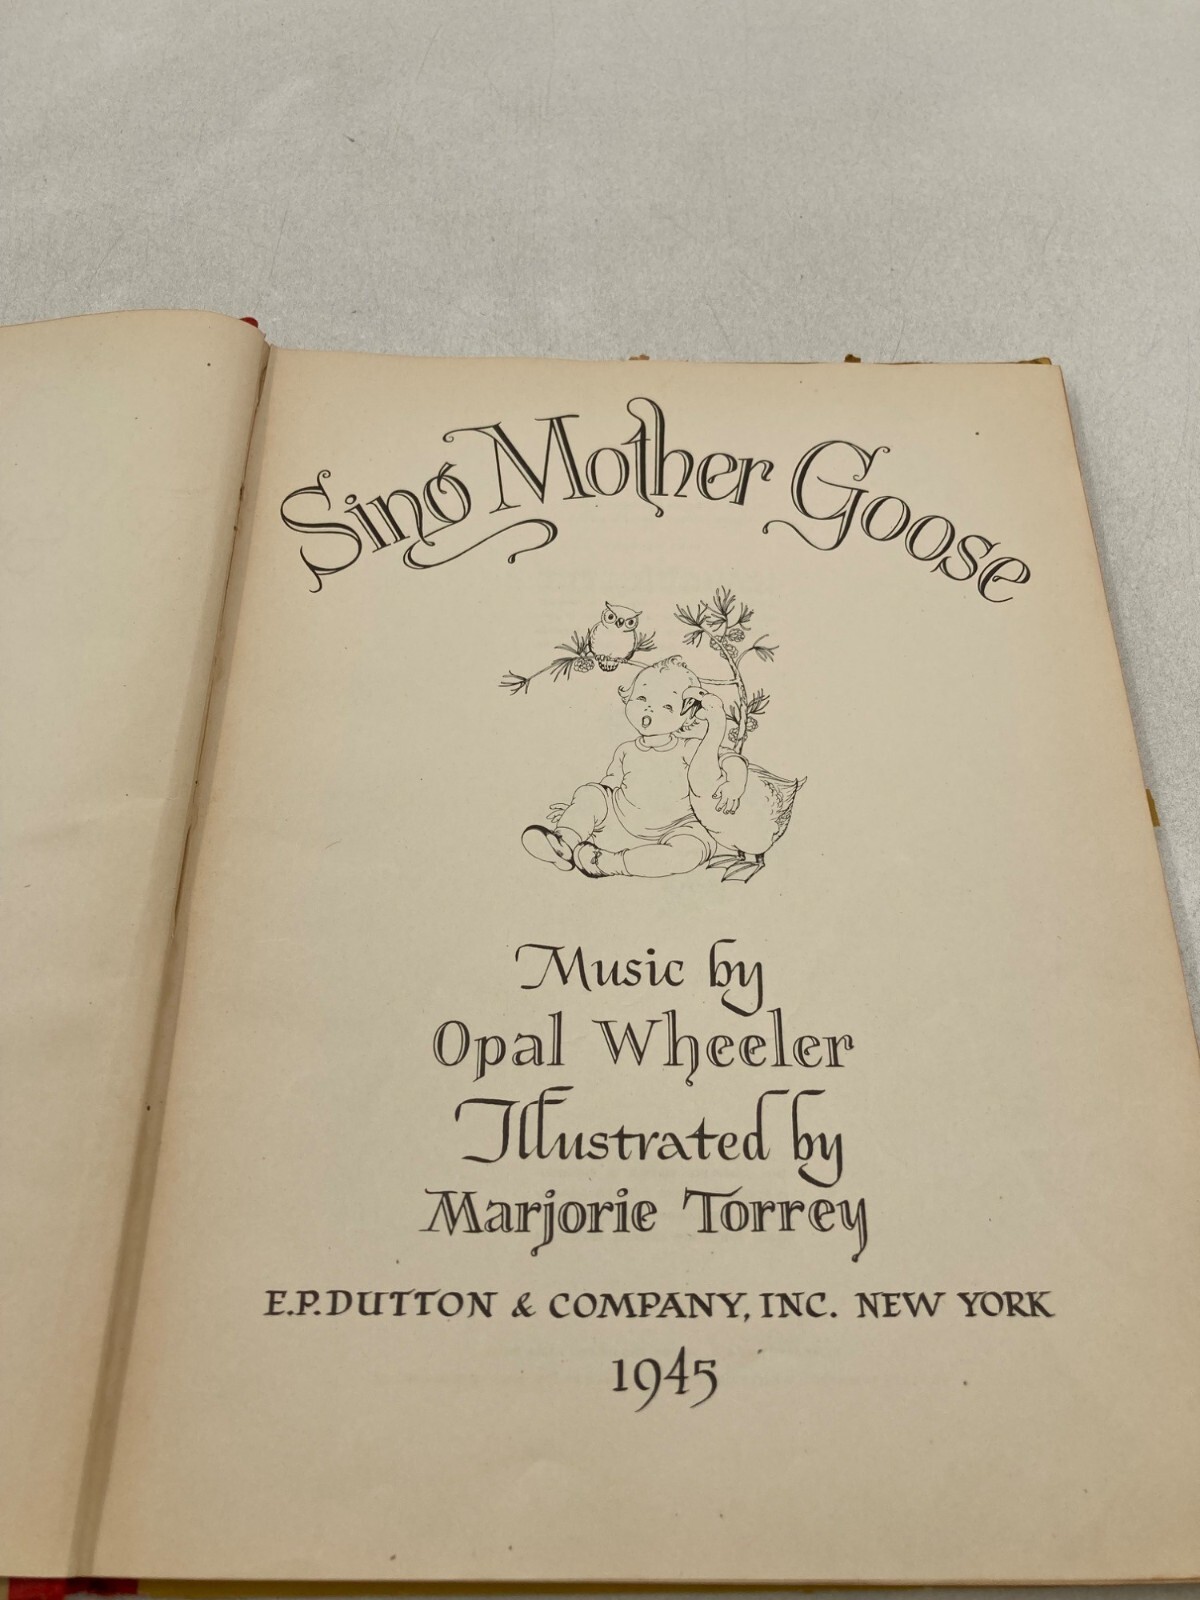 Sing Mother Goose
Music by
Opal Wheeler
Illustrated by
Marjorie Torrey
E.P. DUTTON & COMPANY, INC. NEW YORK
1945